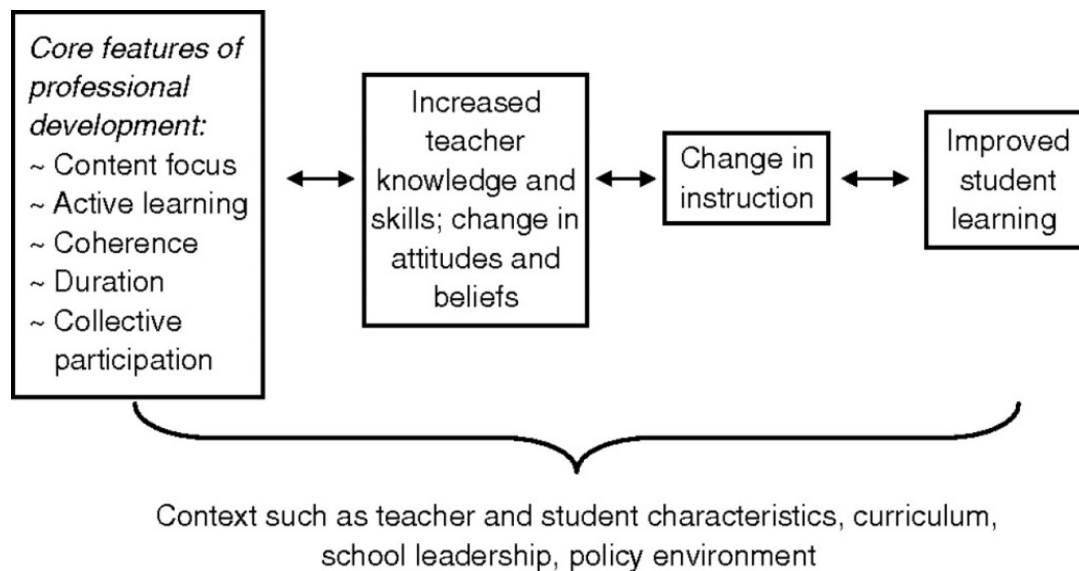 Core features of
professional
development:
~ Content focus
~ Active learning
~ Coherence
~ Duration
~ Collective
participation
Increased
teacher
knowledge and
skills; change in
attitudes and
beliefs
Change in
instruction
Improved
student
learning
Context such as teacher and student characteristics, curriculum,
school leadership, policy environment